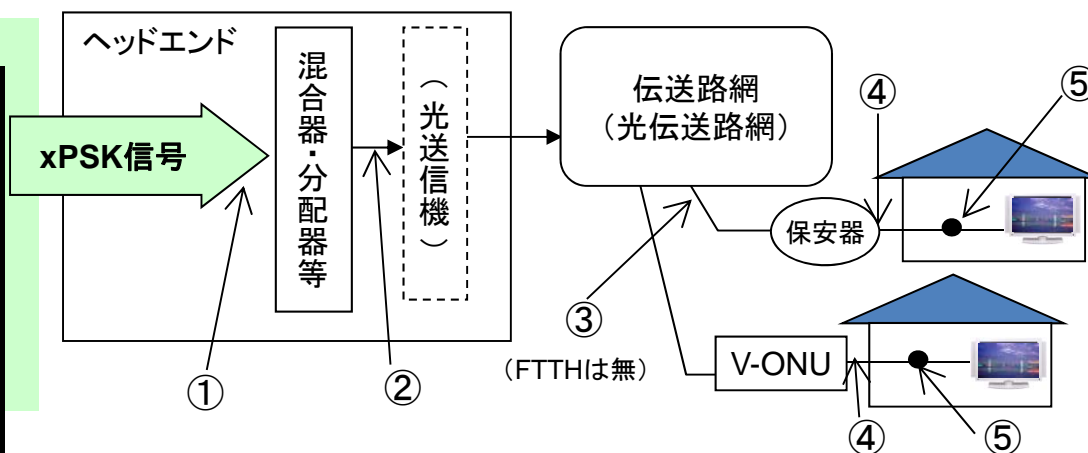 ヘッドエンド
xPSK信号
混合器・分配器等
（光送信機）
伝送路網
（光伝送路網）
④
⑤
保安器
③
（FTTHは無）
V-ONU
①
②
④
⑤